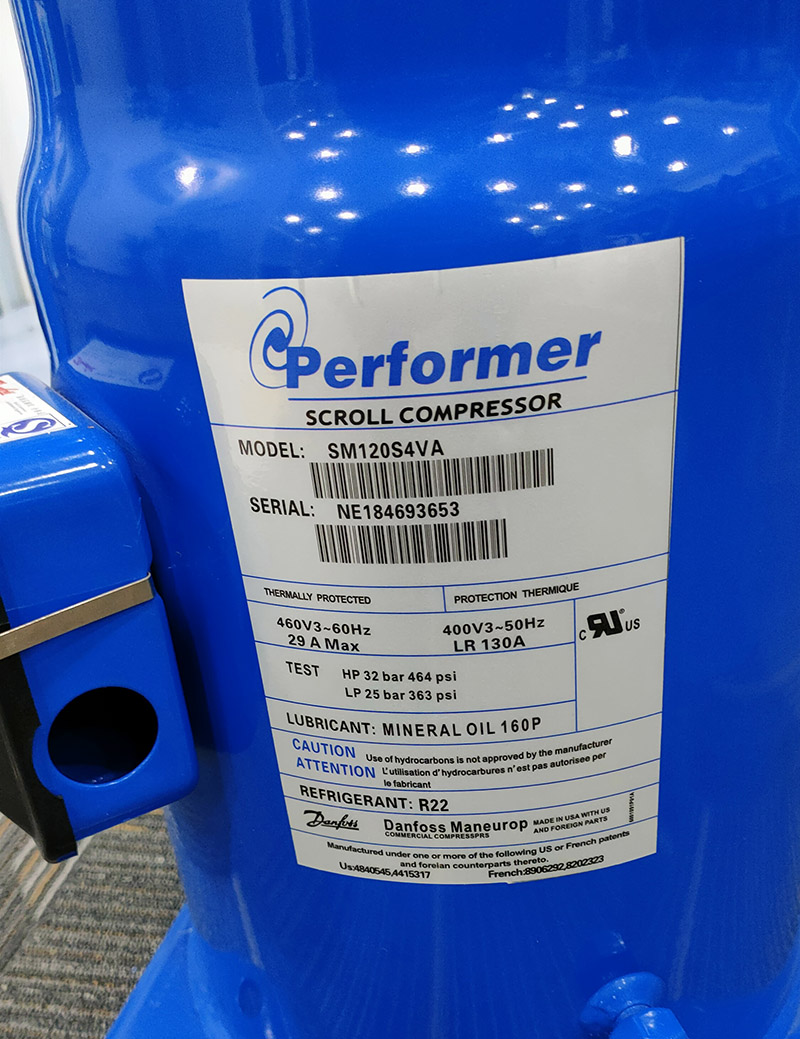 Performer
SCROLL COMPRESSOR
MODEL: SM120S4VA
SERIAL: NE184693653
THERMALLY PROTECTED
PROTECTION THERMIQUE
460V3~60Hz
29 A Max
400V3~50Hz
LR 130A
C RU® US
TEST
HP 32 bar 464 psi
LP 25 bar 363 psi
LUBRICANT: MINERAL OIL 160P
CAUTION Use of hydrocarbons is not approved by the manufacturer
ATTENTION L'utilisation d' hydrocarbures n' est pas autorisee per
le fabricant
REFRIGERANT: R22
Danfoss
Danfoss Maneurop
COMMERCIAL COMPRESSPRS
MADE IN USA WITH US
AND FOREIGN PARTS
Manufactured under one or more of the following US or French patents
and foreian counterparts thereto.
Us:4840545,4415317
French:8906292,8202323